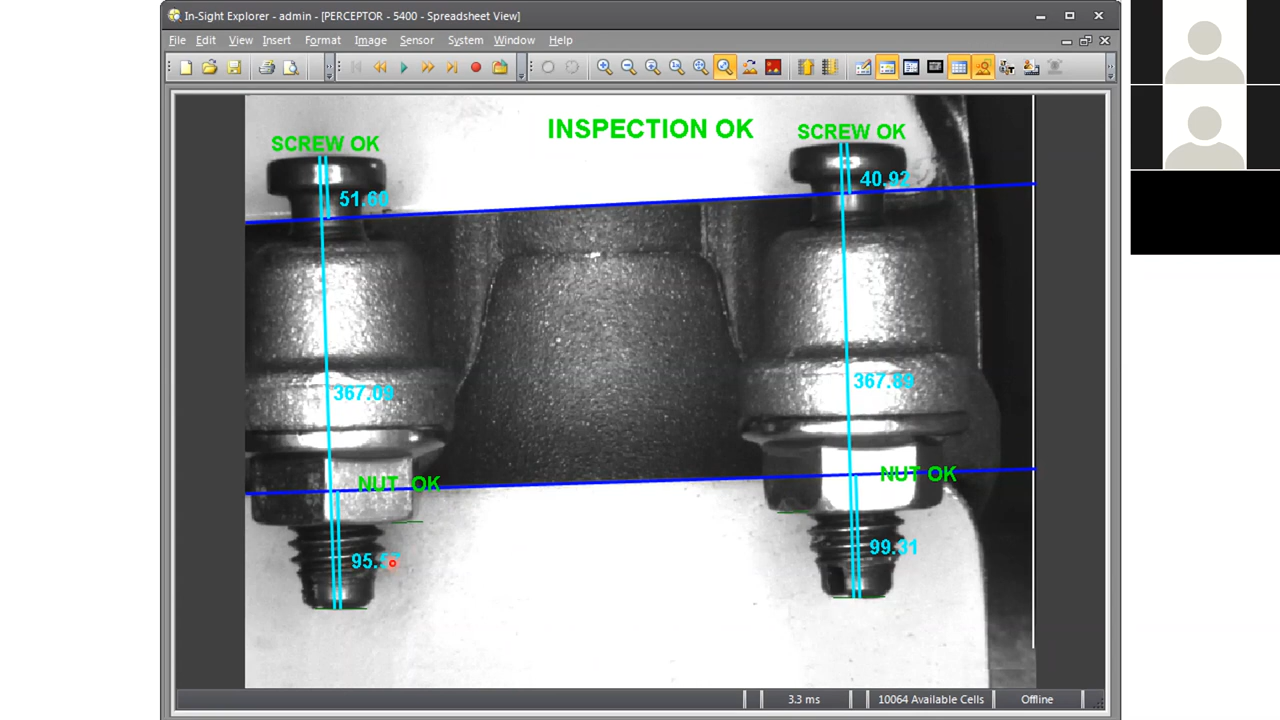 In-Sight Explorer - admin - [PERCEPTOR - 5400 - Spreadsheet View]
File Edit View Insert Format Image Sensor System Window Help
INSPECTION OK
SCREW OK
SCREW OK
51.60
40.92
367.09
367.89
NUT OK
NUT OK
99.31
3.3 ms
10064 Available Cells
Offline